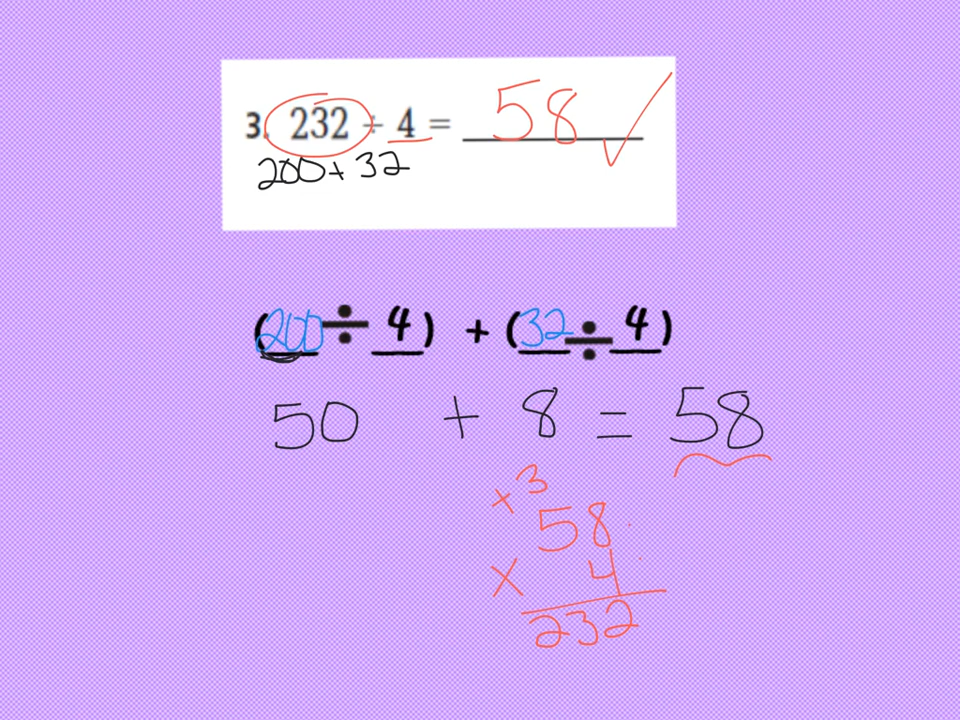 3. 232 ÷ 4 = 58 ✓
200 + 32
(200 ÷ 4) + (32 ÷ 4)
50 + 8 = 58
+3
58
x 4
232